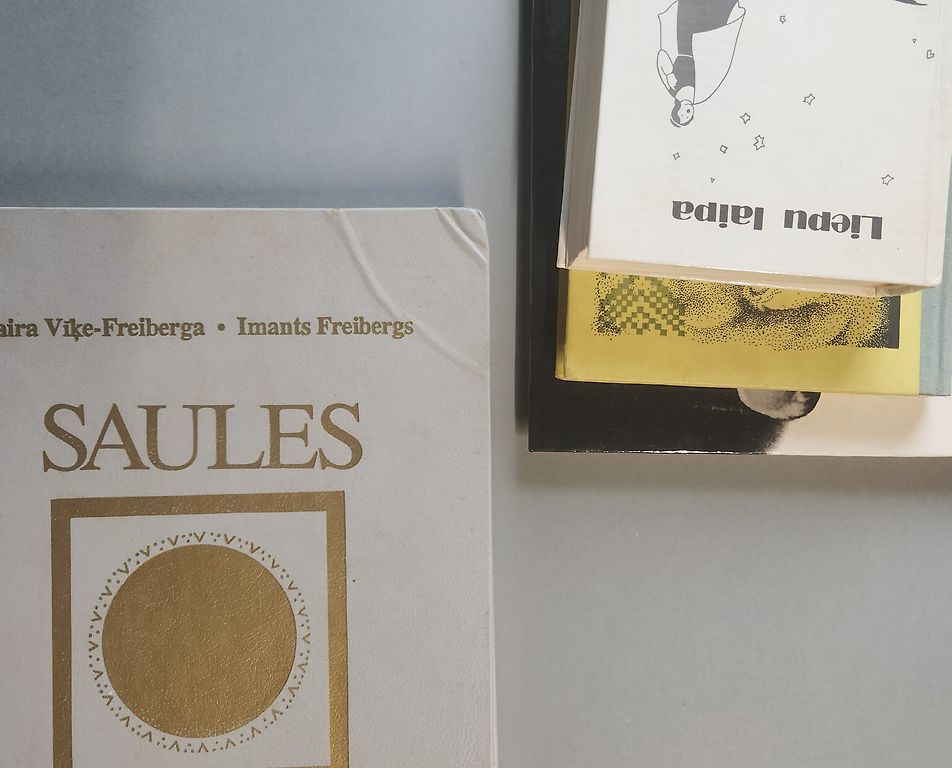 aira Vīķe-Freiberga • Imants Freibergs
SAULES
Liepu laipa